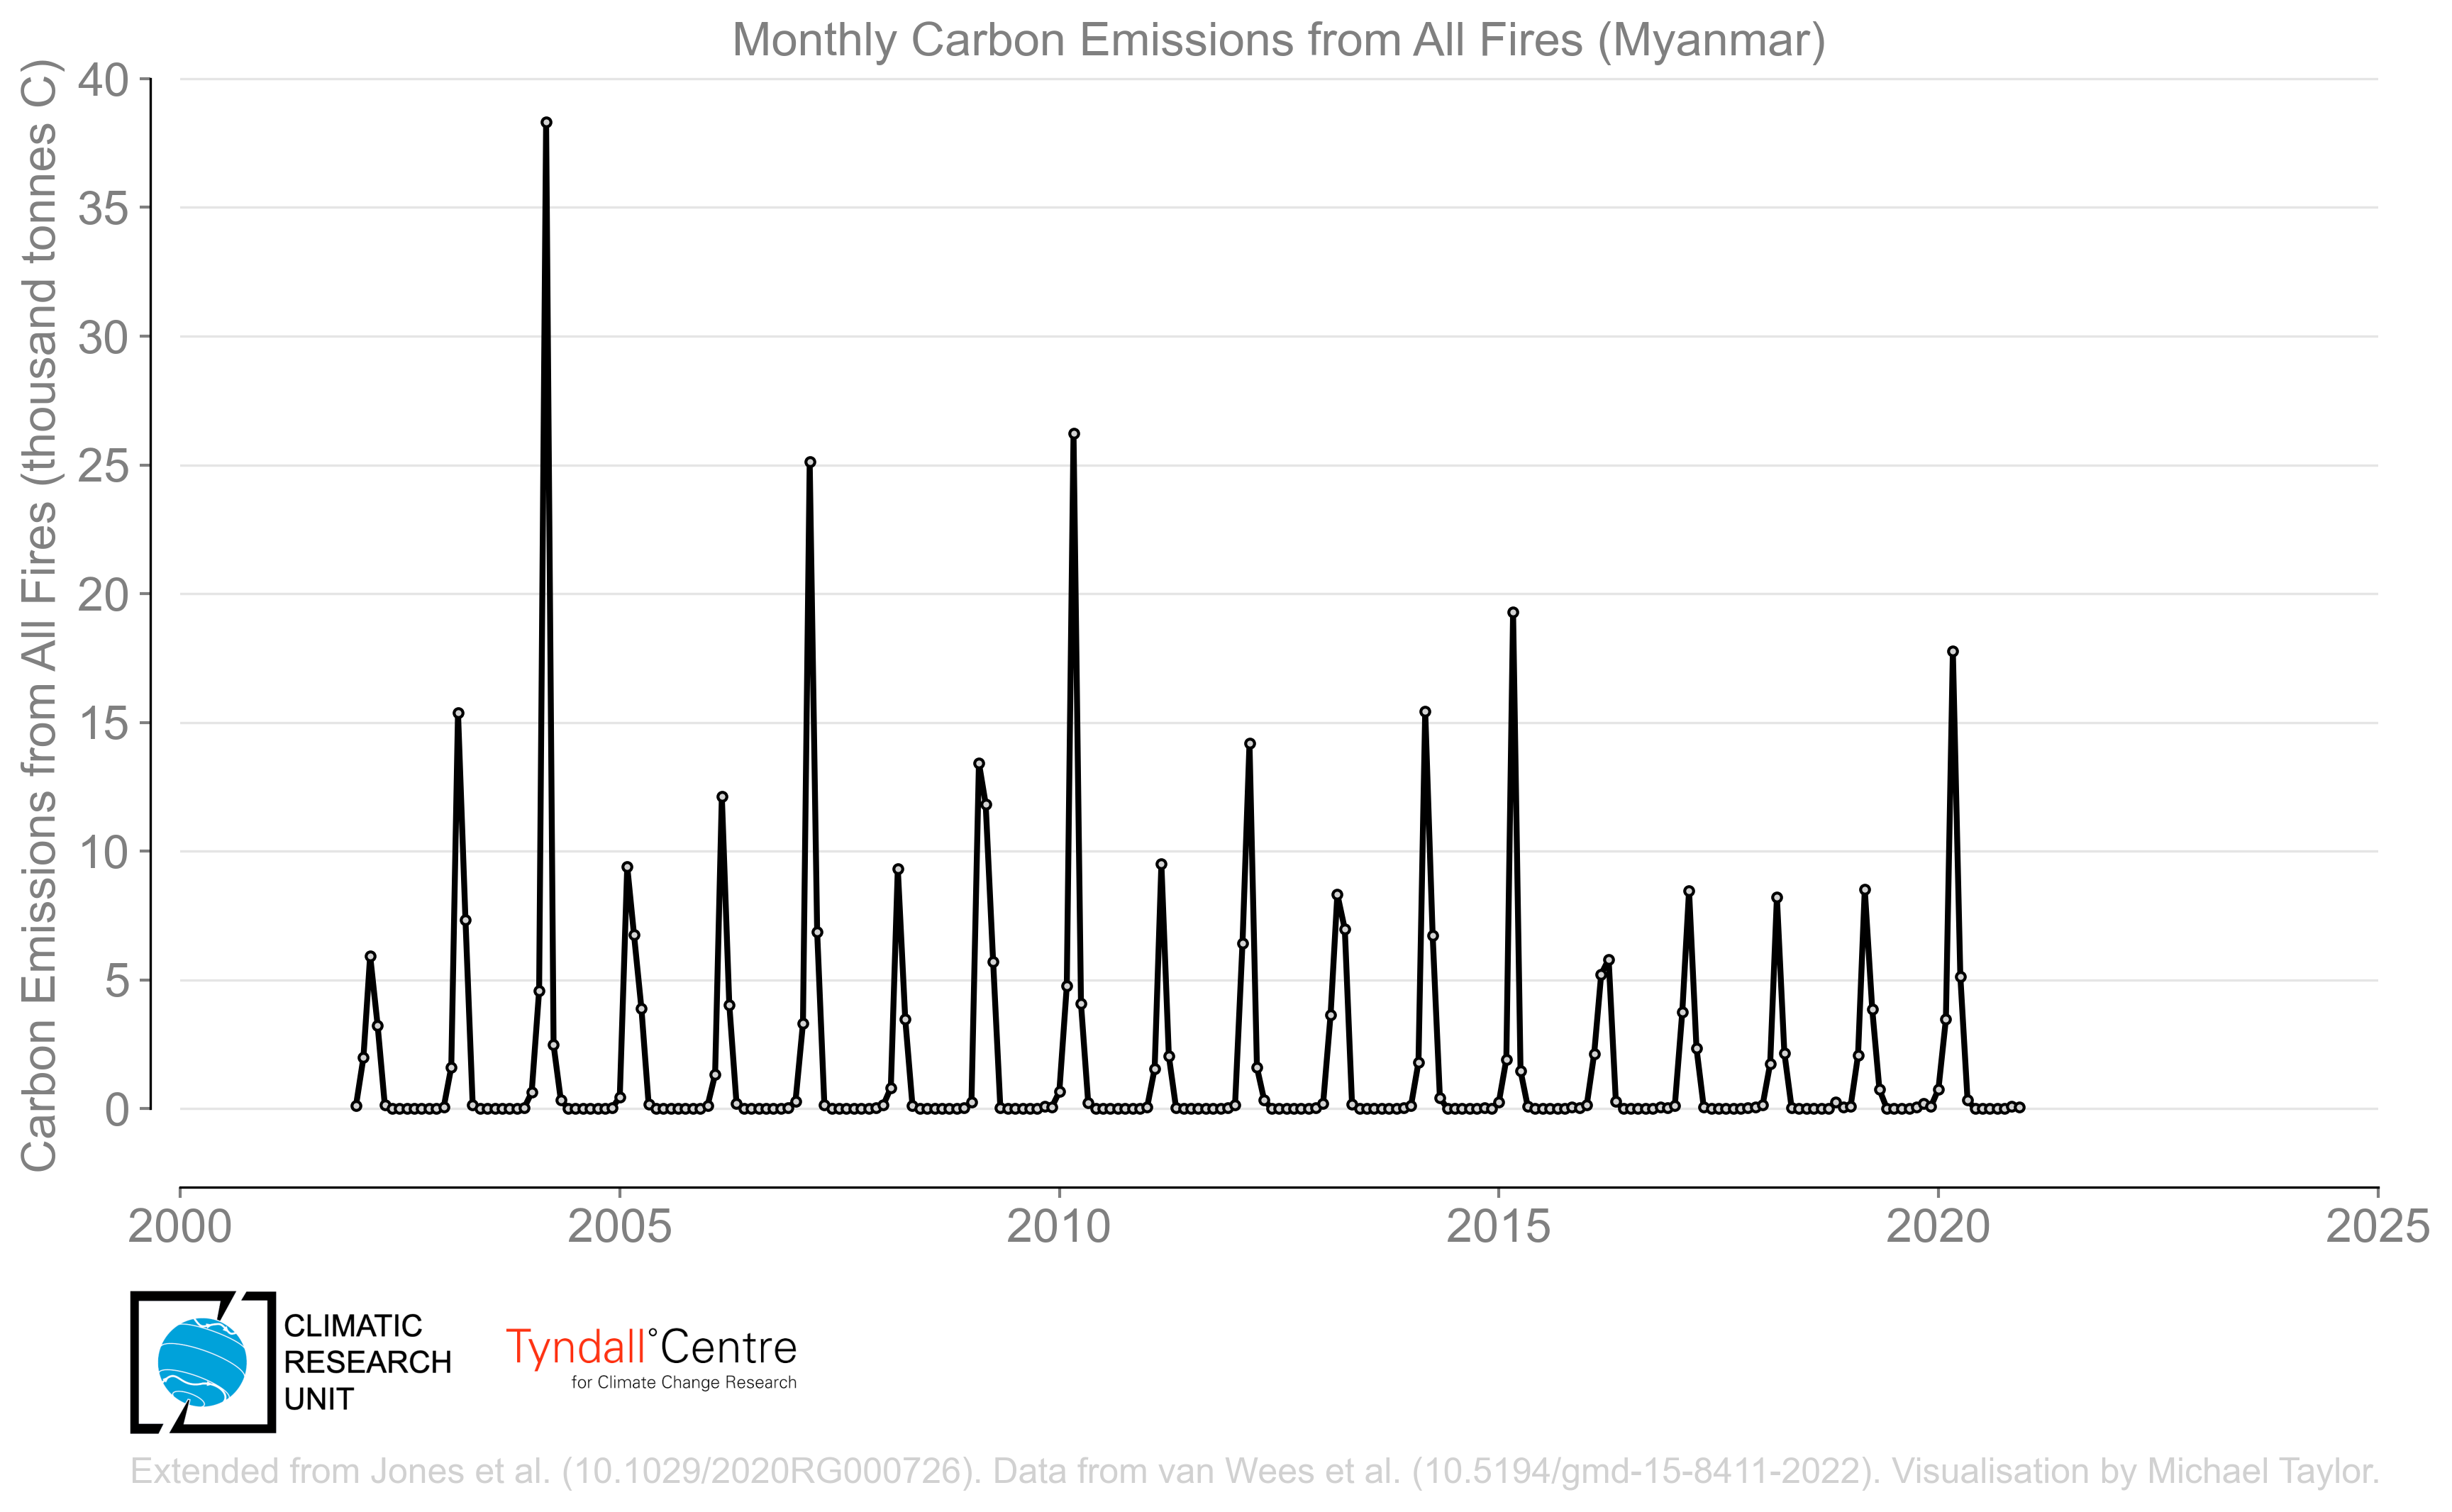 Monthly Carbon Emissions from All Fires (Myanmar)
Carbon Emissions from All Fires (thousand tonnes C)
40
35
30
25
20
15
10
5
0
2000 2005 2010 2015 2020 2025
CLIMATIC
RESEARCH
UNIT
Tyndall°Centre
for Climate Change Research
Extended from Jones et al. (10.1029/2020RG000726). Data from van Wees et al. (10.5194/gmd-15-8411-2022). Visualisation by Michael Taylor.